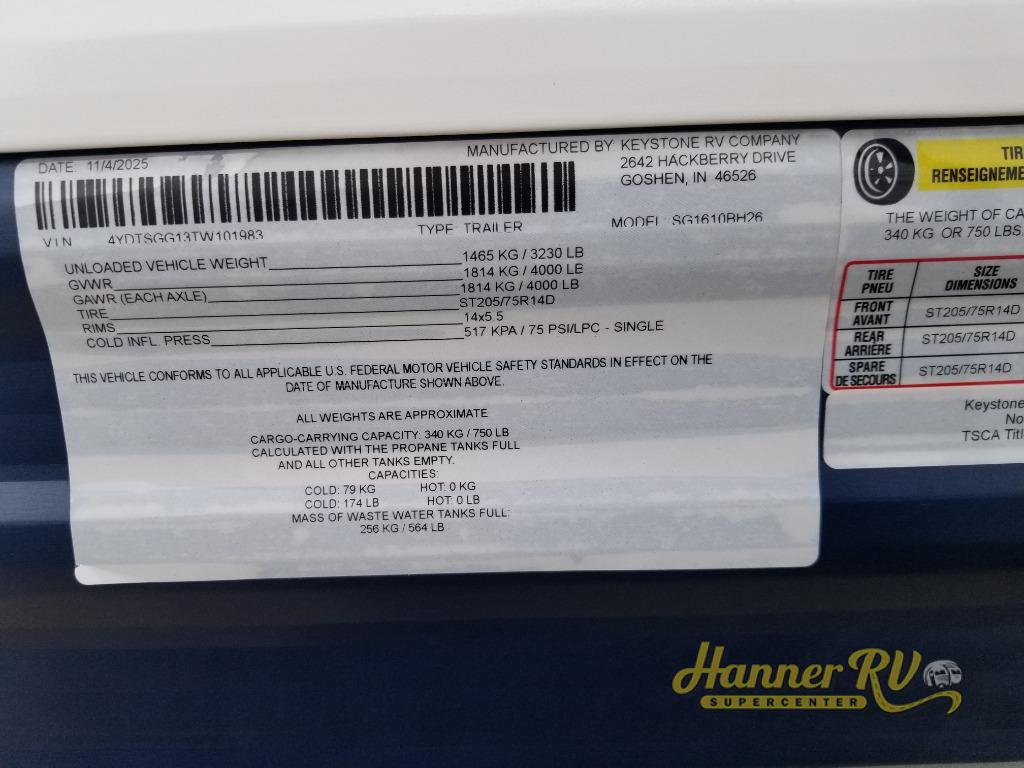 DATE: 11/4/2025
MANUFACTURED BY: KEYSTONE RV COMPANY
2642 HACKBERRY DRIVE
GOSHEN, IN 46526
VIN 4YDTSGG13TW101983 TYPE TRAILER MODEL SG1610BH26
UNLOADED VEHICLE WEIGHT 1465 KG / 3230 LB
GVWR 1814 KG / 4000 LB
GAWR (EACH AXLE) 1814 KG / 4000 LB
TIRE ST205/75R14D
RIMS 14x5.5
COLD INFL. PRESS 517 KPA / 75 PSI/LPC - SINGLE
THIS VEHICLE CONFORMS TO ALL APPLICABLE U.S. FEDERAL MOTOR VEHICLE SAFETY STANDARDS IN EFFECT ON THE
DATE OF MANUFACTURE SHOWN ABOVE.
ALL WEIGHTS ARE APPROXIMATE
CARGO-CARRYING CAPACITY: 340 KG / 750 LB
CALCULATED WITH THE PROPANE TANKS FULL
AND ALL OTHER TANKS EMPTY.
CAPACITIES:
COLD: 79 KG HOT: 0 KG
COLD: 174 LB HOT: 0 LB
MASS OF WASTE WATER TANKS FULL:
256 KG / 564 LB
TIR
RENSEIGNEME
THE WEIGHT OF CA
340 KG OR 750 LBS.
TIRE SIZE
PNEU DIMENSIONS
FRONT
AVANT ST205/75R14D
REAR
ARRIÈRE ST205/75R14D
SPARE
DE SECOURS ST205/75R14D
Keystone
No
TSCA Titl
Hanner RV
SUPERCENTER